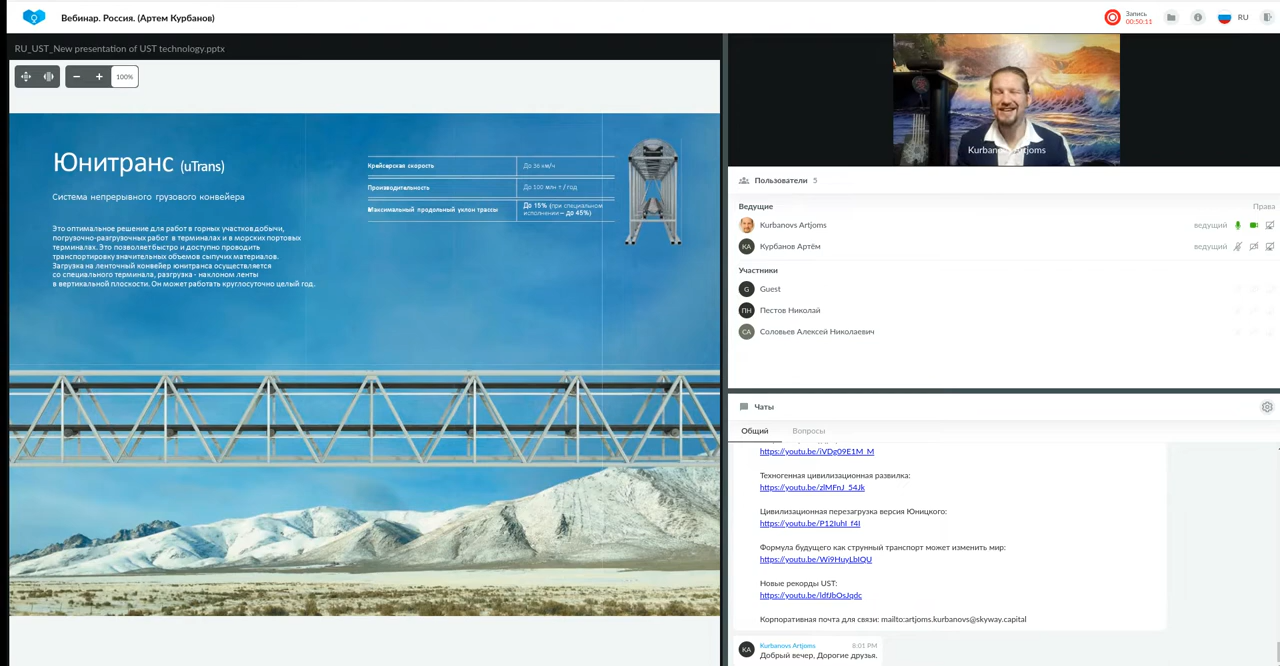 Вебинар. Россия. (Артем Курбанов)
Запись
00:50:11
RU
RU_UST_New presentation of UST technology.pptx
100%
Юнитранс (uTrans)
Система непрерывного грузового конвейера
Это оптимальное решение для работ в горных участков добычи,
погрузочно-разгрузочных работ в терминалах и в морских портовых
терминалах. Это позволяет быстро и доступно проводить
транспортировку значительных объемов сыпучих материалов.
Загрузка на ленточный конвейер юнитранса осуществляется
со специального терминала, разгрузка - наклоном ленты
в вертикальной плоскости. Он может работать круглосуточно целый год.
Крейсерская скорость До 36 км/ч
Производительность До 100 млн т / год
Максимальный продольный уклон трассы До 15% (при специальном
исполнении – до 45%)
Kurbanovs Artjoms
Пользователи 5
Ведущие Права
Kurbanovs Artjoms ведущий
КА Курбанов Артём ведущий
Участники
G Guest
ПН Пестов Николай
СА Соловьев Алексей Николаевич
Чаты
Общий Вопросы
https://youtu.be/iVDg09E1M_M
Техногенная цивилизационная развилка:
https://youtu.be/zlMFnJ_54Jk
Цивилизационная перезагрузка версия Юницкого:
https://youtu.be/P12IuhI_f4I
Формула будущего как струнный транспорт может изменить мир:
https://youtu.be/Wi9HuyLbIQU
Новые рекорды UST:
https://youtu.be/ldfJbOsJqdc
Корпоративная почта для связи: mailto:artjoms.kurbanovs@skyway.capital
KA Kurbanovs Artjoms 8:01 PM
Добрый вечер, Дорогие друзья.